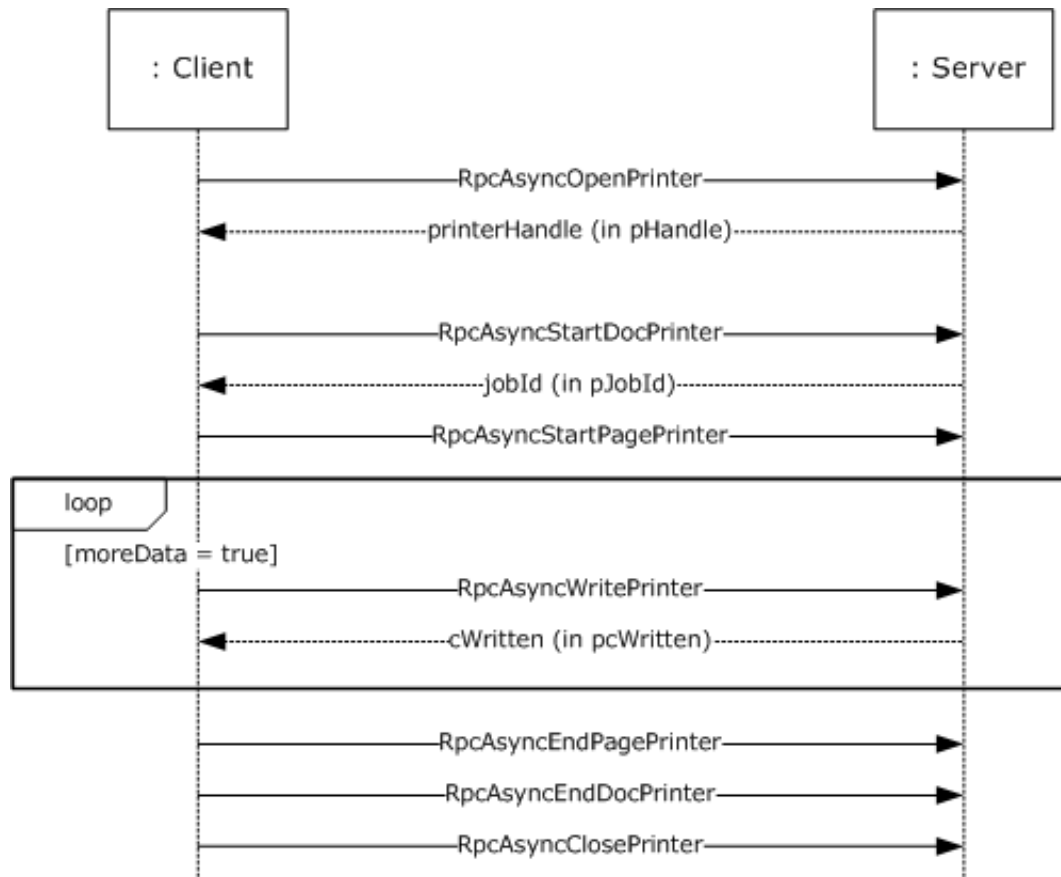 : Client
: Server
RpcAsyncOpenPrinter
printerHandle (in pHandle)
RpcAsyncStartDocPrinter
jobId (in pJobId)
RpcAsyncStartPagePrinter
loop
[moreData = true]
RpcAsyncWritePrinter
cWritten (in pcWritten)
RpcAsyncEndPagePrinter
RpcAsyncEndDocPrinter
RpcAsyncClosePrinter